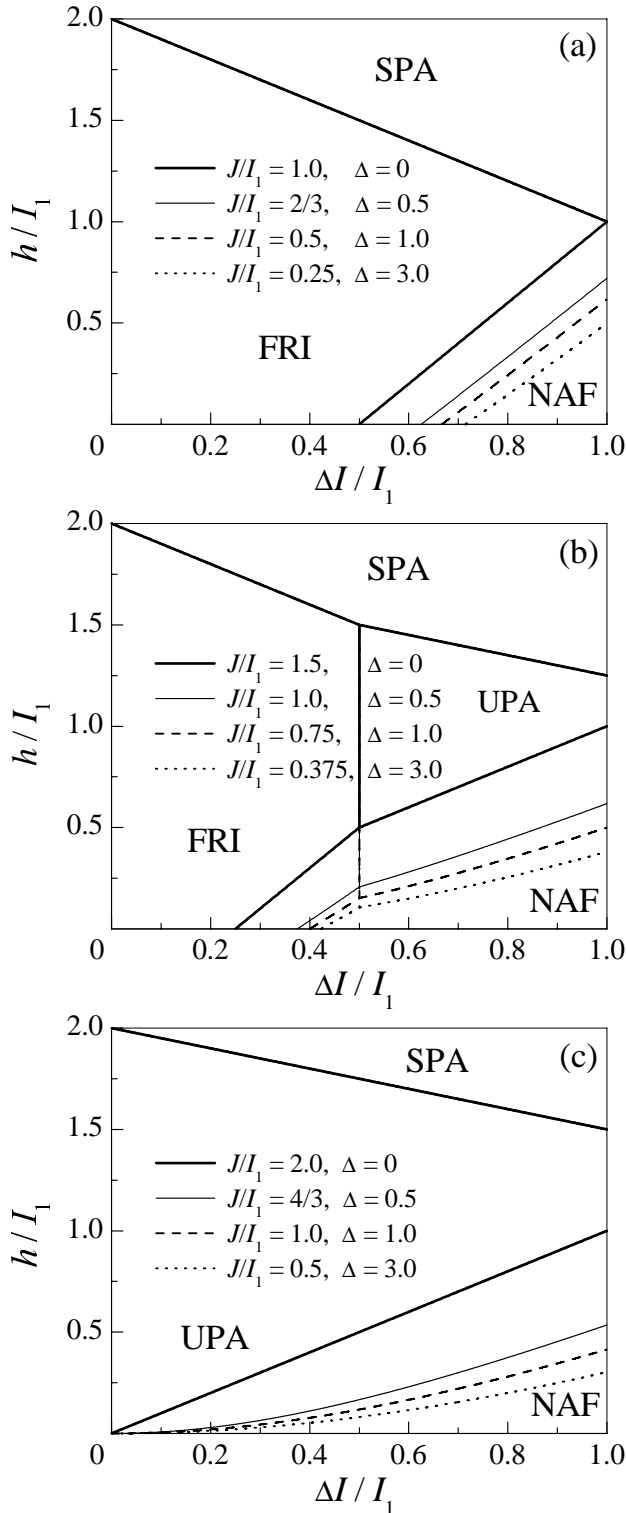 2.0
(a)
SPA
1.5
J/I₁ = 1.0, Δ = 0
J/I₁ = 2/3, Δ = 0.5
h / I₁
1.0
J/I₁ = 0.5, Δ = 1.0
J/I₁ = 0.25, Δ = 3.0
0.5
FRI
NAF
0 0.2 0.4 0.6 0.8 1.0
ΔI / I₁
2.0
(b)
SPA
1.5
J/I₁ = 1.5, Δ = 0
J/I₁ = 1.0, Δ = 0.5
UPA
h / I₁
1.0
J/I₁ = 0.75, Δ = 1.0
J/I₁ = 0.375, Δ = 3.0
0.5
FRI
NAF
0 0.2 0.4 0.6 0.8 1.0
ΔI / I₁
2.0
SPA
(c)
1.5
J/I₁ = 2.0, Δ = 0
J/I₁ = 4/3, Δ = 0.5
h / I₁
1.0
J/I₁ = 1.0, Δ = 1.0
J/I₁ = 0.5, Δ = 3.0
0.5
UPA
NAF
0 0.2 0.4 0.6 0.8 1.0
ΔI / I₁